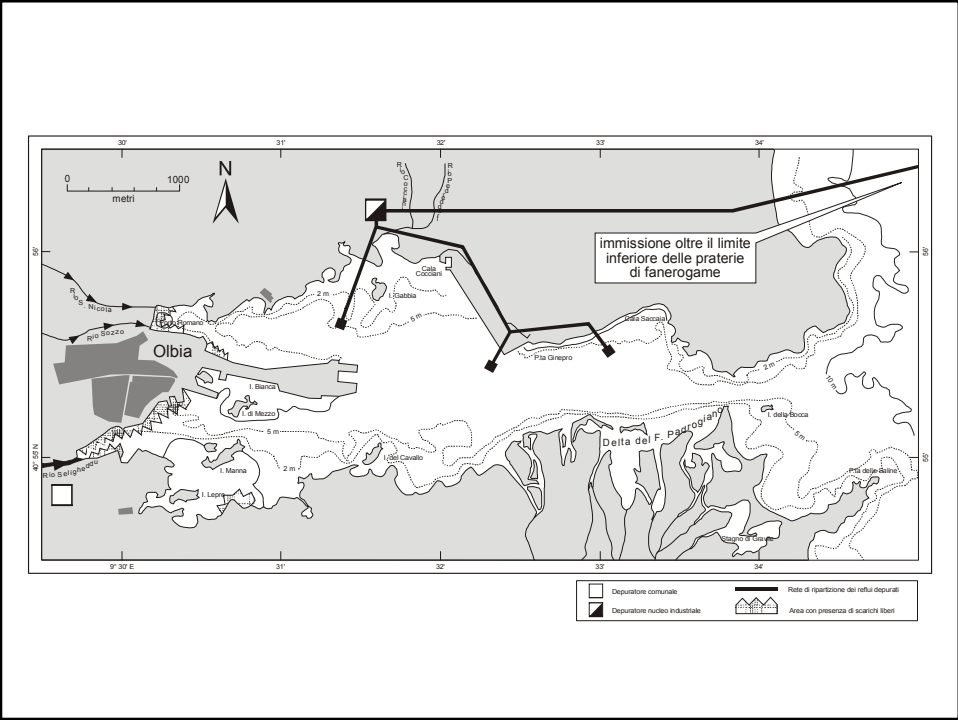 30'
31'
32'
33'
34'
0
1000
metri
N
56'
56'
immissione oltre il limite
inferiore delle praterie
di fanerogame
Cala
Cocciani
I. Gabbia
2 m
5 m
Rio S. Nicola
Rio Sozzo
Romano
Olbia
Cala Saccaia
P.ta Ginepro
2 m
10 m
I. Bianca
I. di Mezzo
5 m
2 m
I. Manna
I. Lepre
I. del Cavallo
Delta del F. Padrogiano
I. della Bocca
5 m
P.ta delle Saline
Stagno di Gravile
Rio Seligheddu
40° 55' N
55'
9° 30' E
31'
32'
33'
34'
Depuratore comunale
Rete di ripartizione dei reflui depurati
Depuratore nucleo industriale
Area con presenza di scarichi liberi